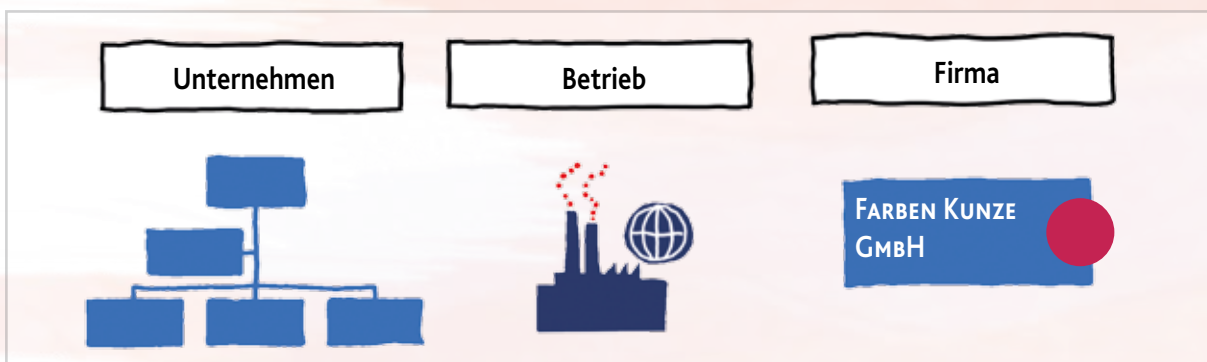 Unternehmen
Betrieb
Firma
FARBEN KUNZE
GMBH